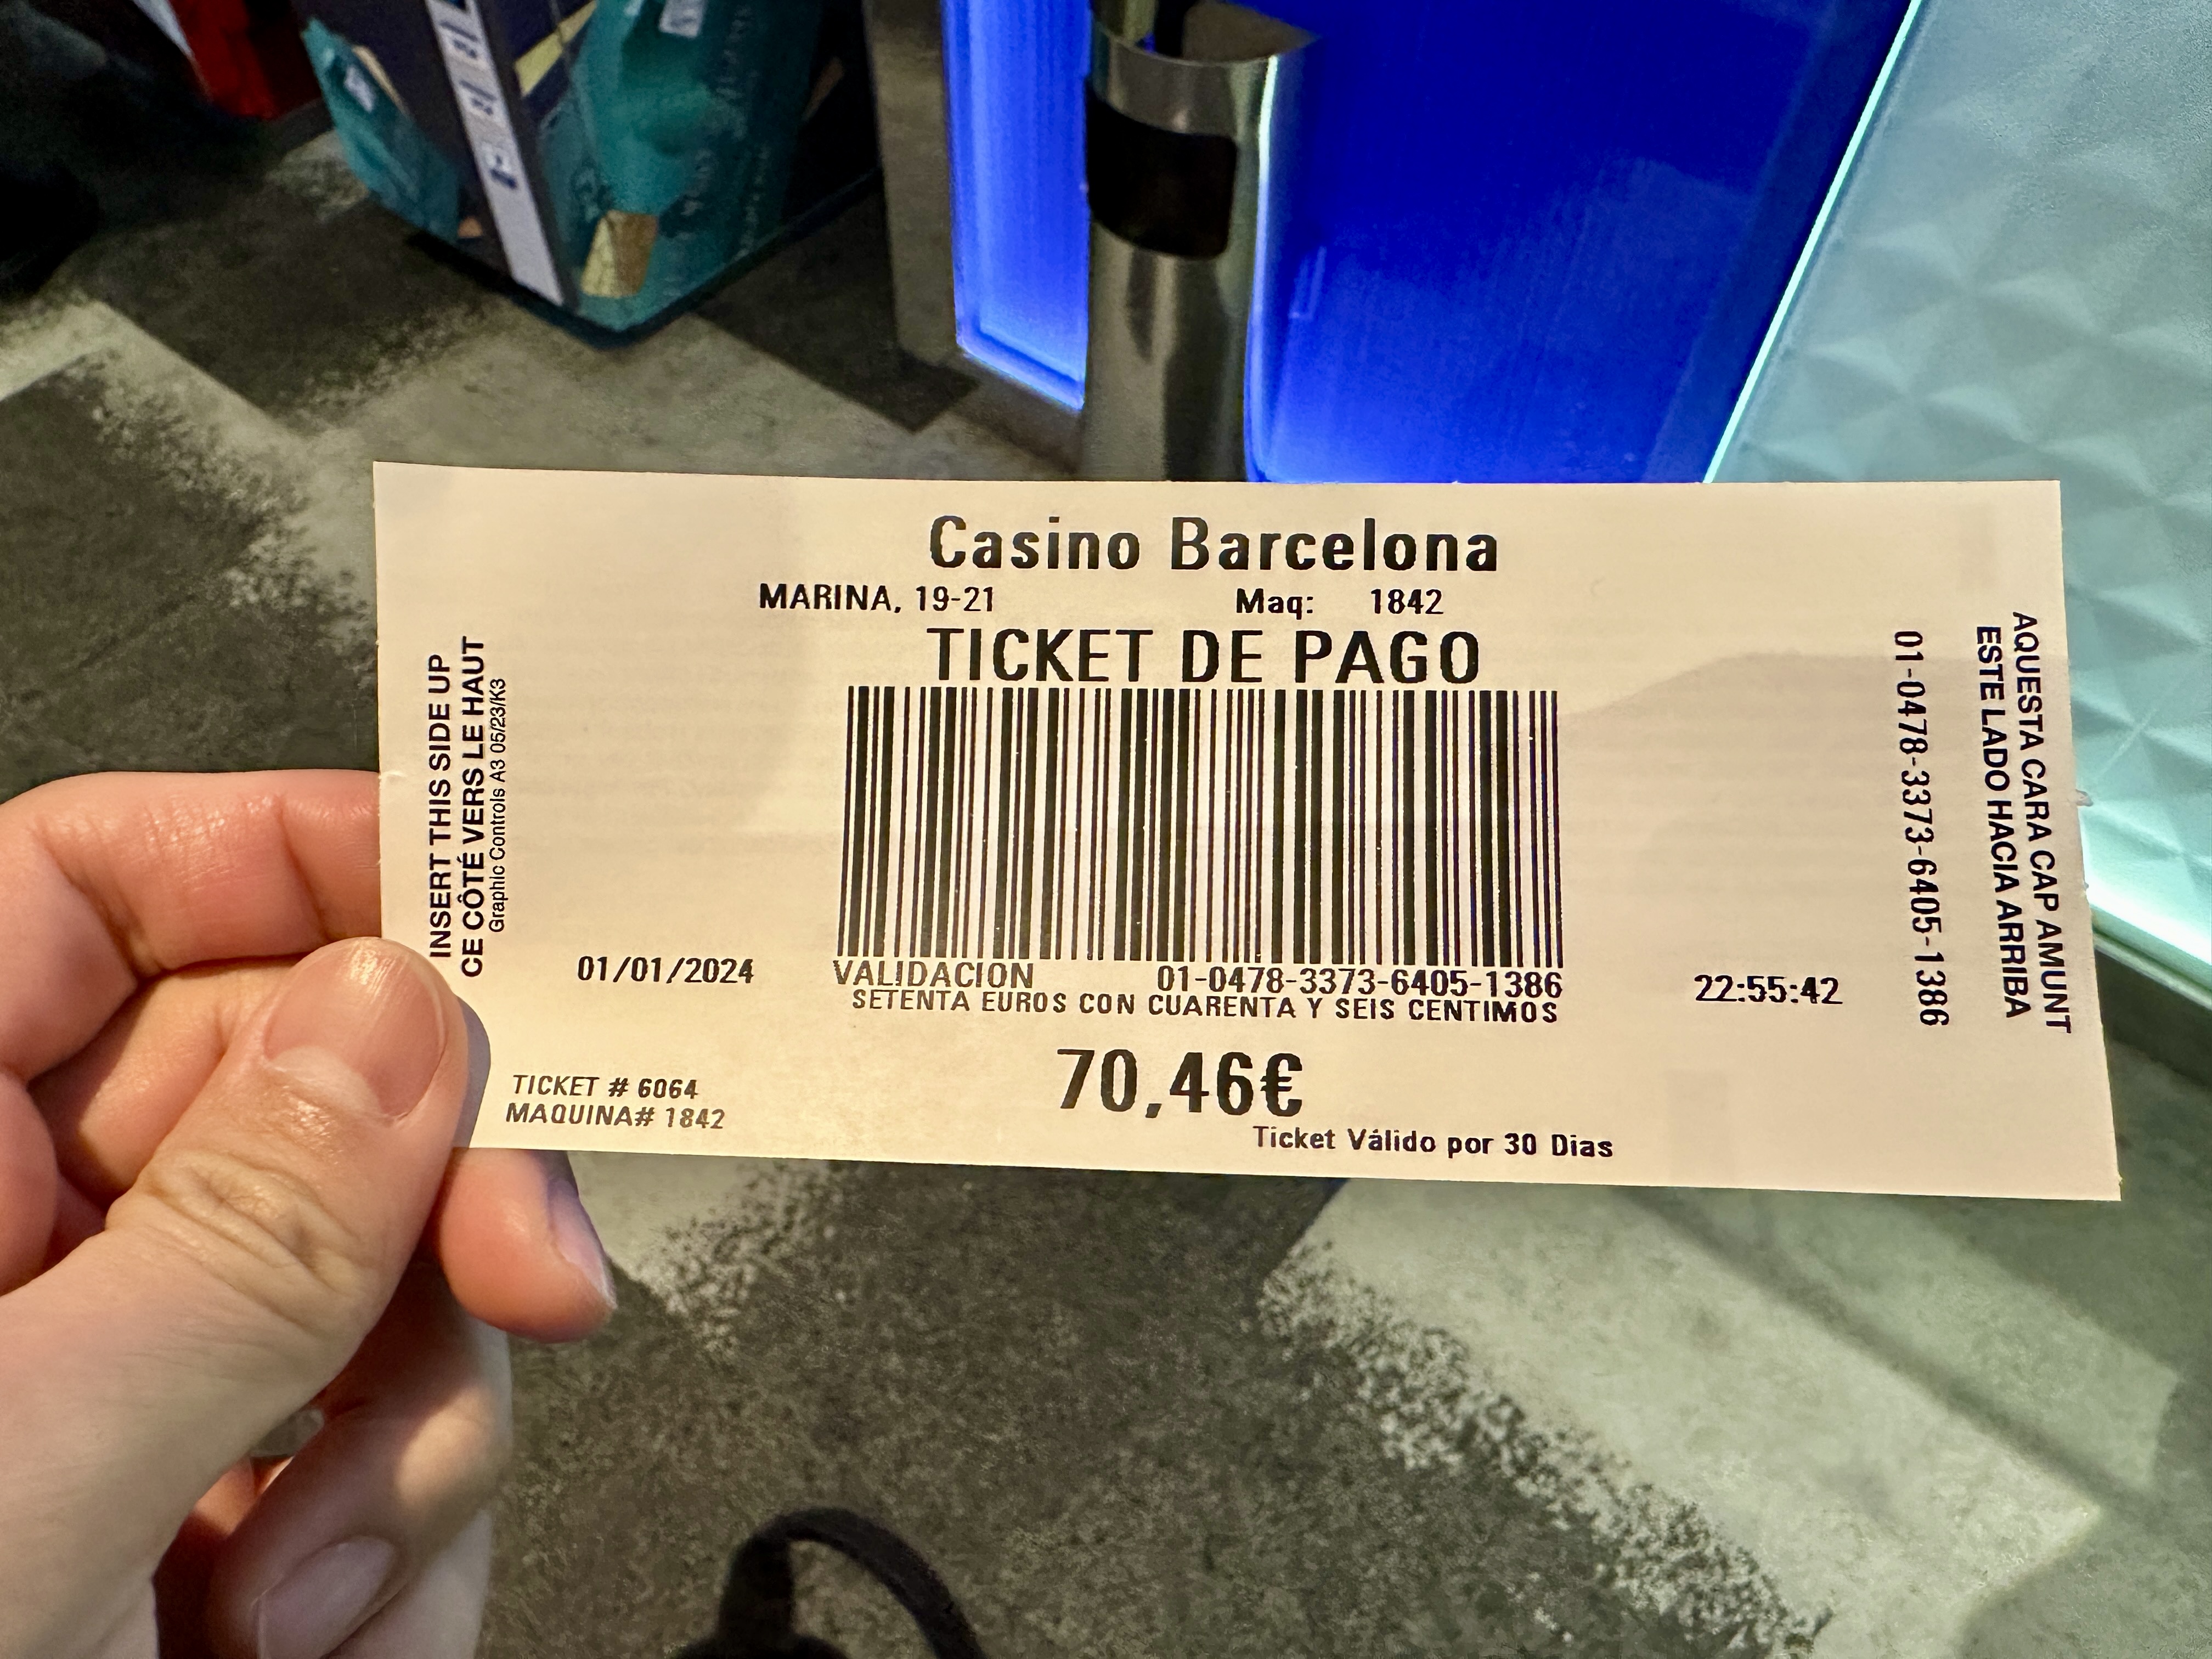 Casino Barcelona
MARINA, 19-21 Maq: 1842
TICKET DE PAGO
INSERT THIS SIDE UP
CE CÔTÉ VERS LE HAUT
Graphic Controls A3 05/23/K3
01/01/2024 VALIDACION 01-0478-3373-6405-1386 22:55:42
SETENTA EUROS CON CUARENTA Y SEIS CENTIMOS
70,46€
TICKET # 6064
MAQUINA# 1842
Ticket Válido por 30 Dias
01-0478-3373-6405-1386
ESTE LADO HACIA ARRIBA
AQUESTA CARA CAP AMUNT